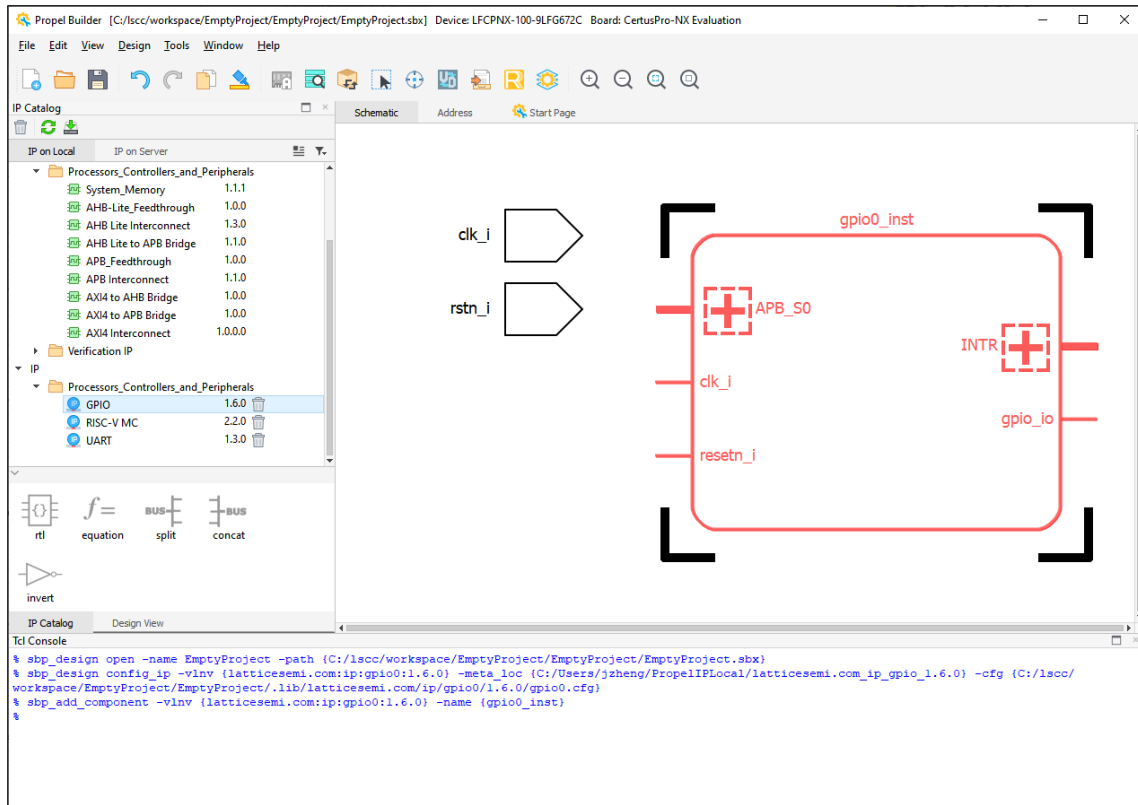 Propel Builder [C:/lscc/workspace/EmptyProject/EmptyProject/EmptyProject.sbx] Device: LFCPNX-100-9LFG672C Board: CertusPro-NX Evaluation
File Edit View Design Tools Window Help
IP Catalog
Schematic Address Start Page
IP on Local IP on Server
Processors_Controllers_and_Peripherals
System_Memory 1.1.1
AHB-Lite_Feedthrough 1.0.0
AHB Lite Interconnect 1.3.0
AHB Lite to APB Bridge 1.1.0
APB_Feedthrough 1.0.0
APB Interconnect 1.1.0
AXI4 to AHB Bridge 1.0.0
AXI4 to APB Bridge 1.0.0
AXI4 Interconnect 1.0.0.0
Verification IP
IP
Processors_Controllers_and_Peripherals
GPIO 1.6.0
RISC-V MC 2.2.0
UART 1.3.0
rtl
f=
equation
BUS
split
BUS
concat
invert
IP Catalog Design View
clk_i
rstn_i
gpio0_inst
APB_S0
INTR
clk_i
gpio_io
resetn_i
Tcl Console
% sbp_design open -name EmptyProject -path {C:/lscc/workspace/EmptyProject/EmptyProject/EmptyProject.sbx}
% sbp_design config_ip -vlnv {latticesemi.com:ip:gpio0:1.6.0} -meta_loc {C:/Users/jzheng/PropelIPLocal/latticesemi.com_ip_gpio_1.6.0} -cfg {C:/lscc/
workspace/EmptyProject/EmptyProject/.lib/latticesemi.com/ip/gpio0/1.6.0/gpio0.cfg}
% sbp_add_component -vlnv {latticesemi.com:ip:gpio0:1.6.0} -name {gpio0_inst}
%